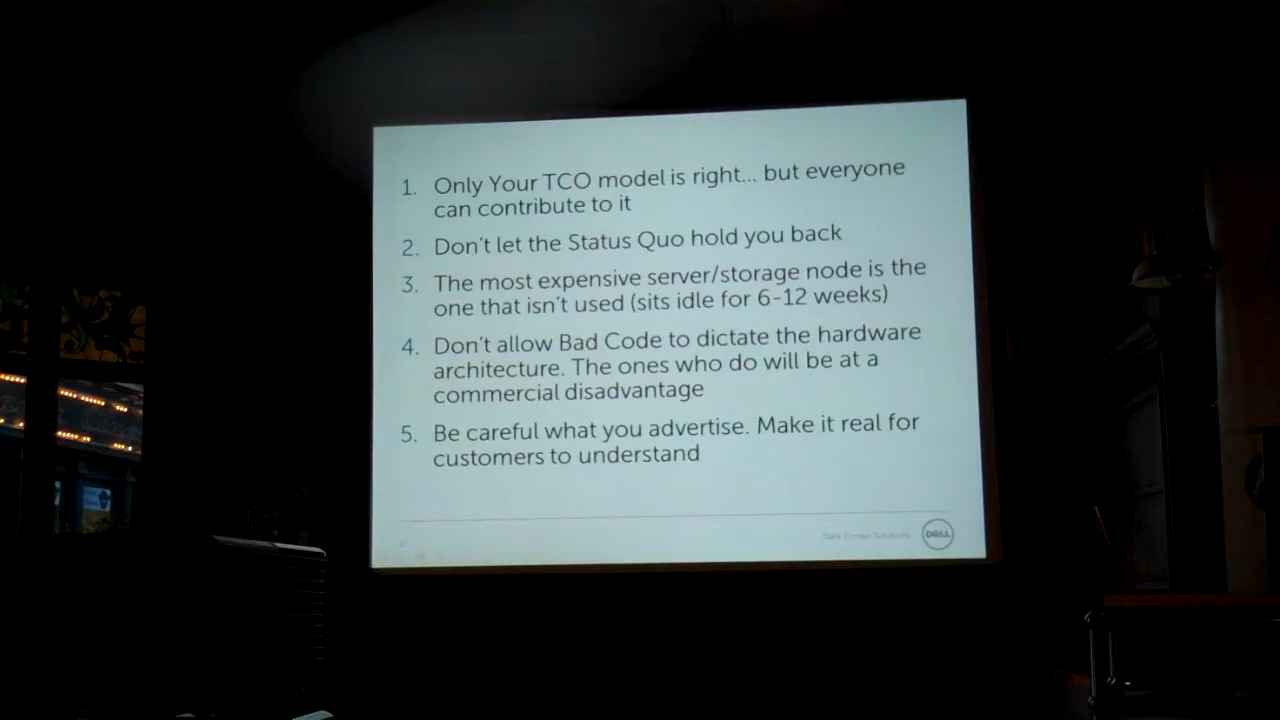 1. Only Your TCO model is right... but everyone
can contribute to it
2. Don't let the Status Quo hold you back
3. The most expensive server/storage node is the
one that isn't used (sits idle for 6-12 weeks)
4. Don't allow Bad Code to dictate the hardware
architecture. The ones who do will be at a
commercial disadvantage
5. Be careful what you advertise. Make it real for
customers to understand
Data Center Solutions
DELL